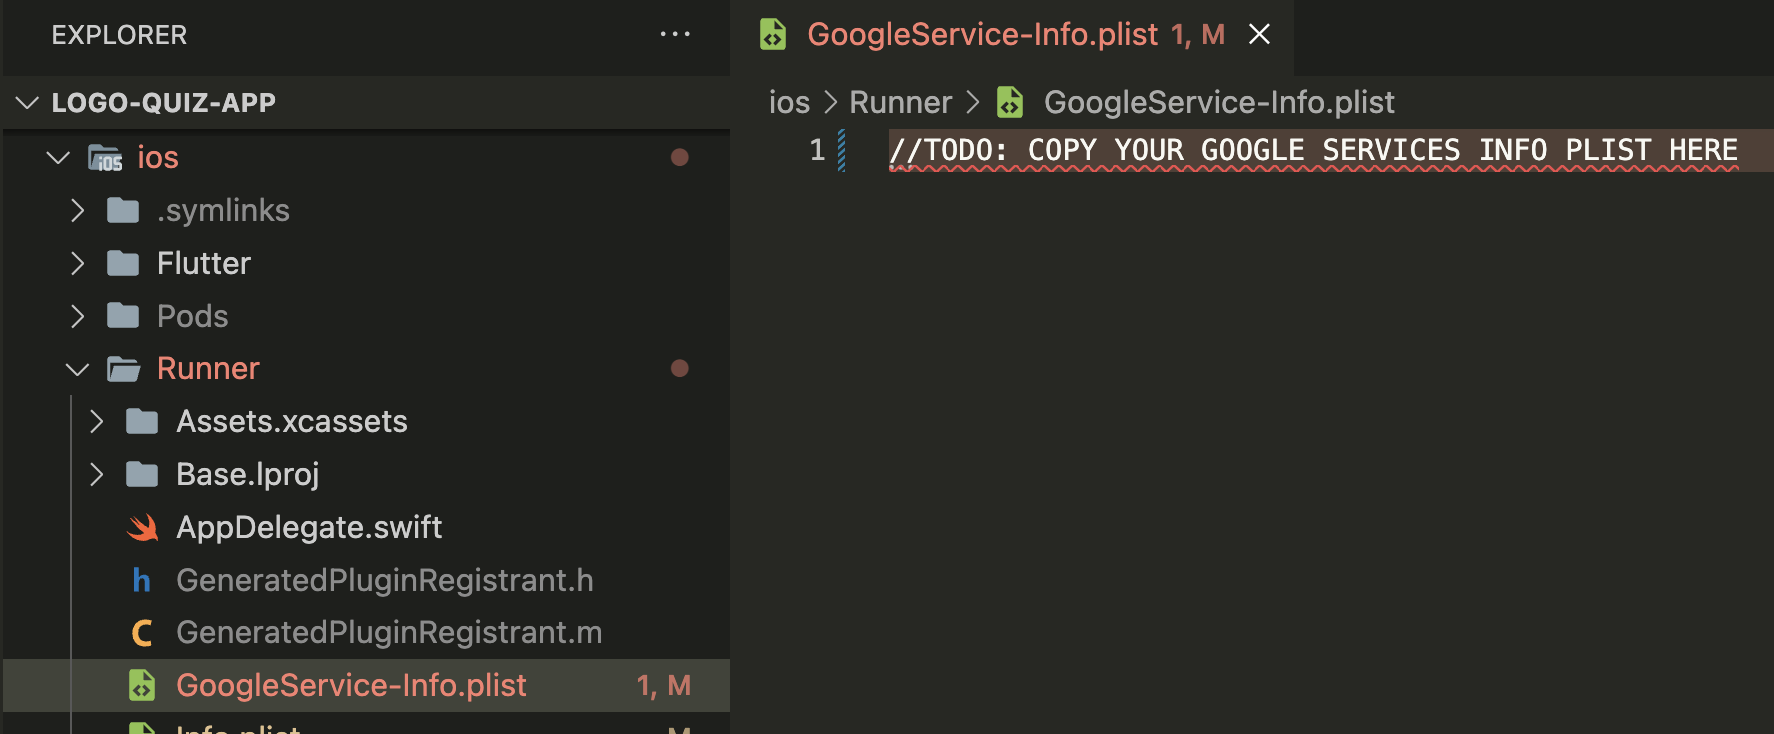 EXPLORER
LOGO-QUIZ-APP
ios
.symlinks
Flutter
Pods
Runner
Assets.xcassets
Base.lproj
AppDelegate.swift
h GeneratedPluginRegistrant.h
C GeneratedPluginRegistrant.m
GoogleService-Info.plist 1, M
Info.plist M
GoogleService-Info.plist 1, M
ios > Runner > GoogleService-Info.plist
1 //TODO: COPY YOUR GOOGLE SERVICES INFO PLIST HERE